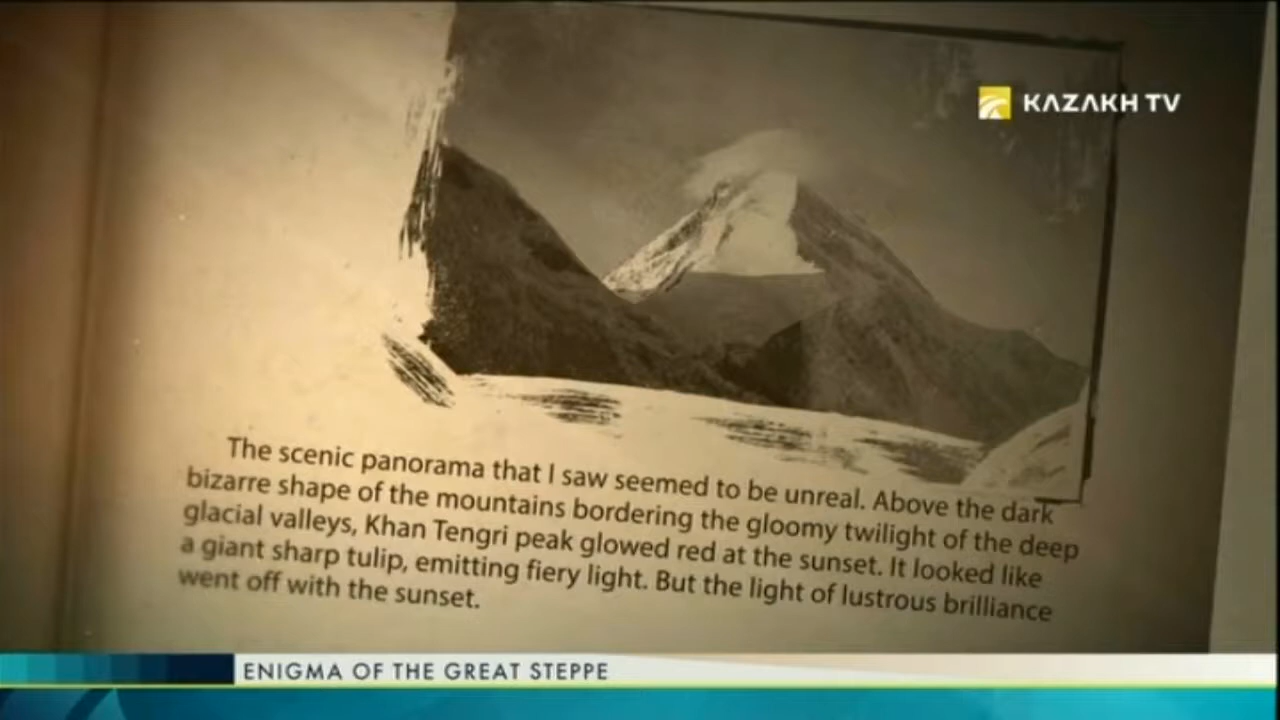 KAZAKH TV
The scenic panorama that I saw seemed to be unreal. Above the dark
bizarre shape of the mountains bordering the gloomy twilight of the deep
glacial valleys, Khan Tengri peak glowed red at the sunset. It looked like
a giant sharp tulip, emitting fiery light. But the light of lustrous brilliance
went off with the sunset.
ENIGMA OF THE GREAT STEPPE